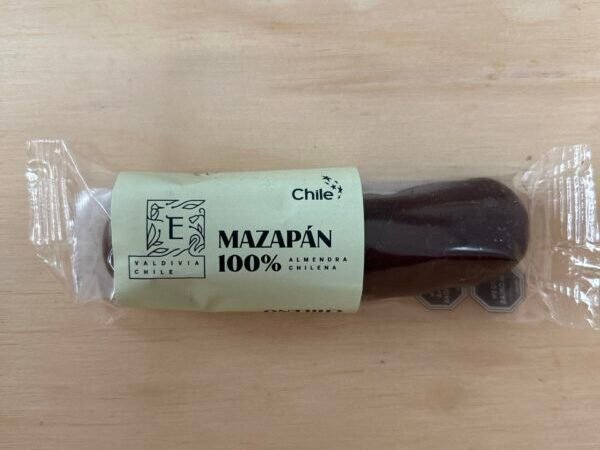 Chile
E
VALDIVIA
CHILE
MAZAPÁN
100%
ALMENDRA
CHILENA